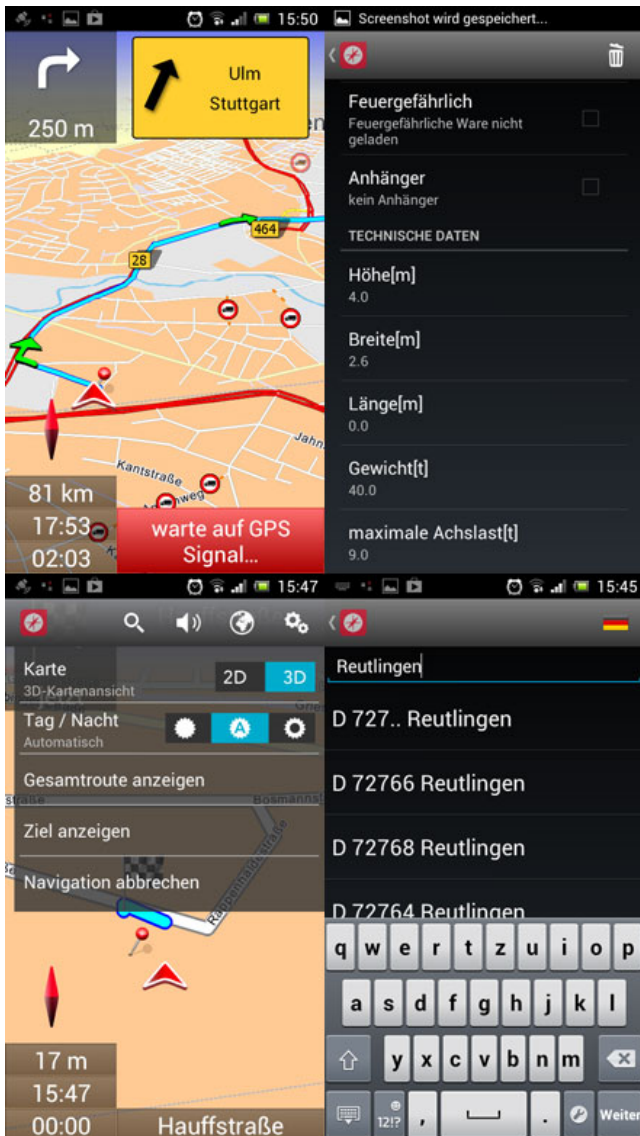 15:50
250 m
Ulm
Stuttgart
464
28
Jahn
Kantstraße
81 km
17:53
02:03
warte auf GPS
Signal...
Screenshot wird gespeichert...
Feuergefährlich
Feuergefährliche Ware nicht
geladen
Anhänger
kein Anhänger
TECHNISCHE DATEN
Höhe[m]
4.0
Breite[m]
2.6
Länge[m]
0.0
Gewicht[t]
40.0
maximale Achslast[t]
9.0
15:47
Karte
3D-Kartenansicht
2D 3D
Tag / Nacht
Automatisch
A
Gesamtroute anzeigen
Ziel anzeigen
Navigation abbrechen
17 m
15:47
00:00
Hauffstraße
15:45
Reutlingen
D 727.. Reutlingen
D 72766 Reutlingen
D 72768 Reutlingen
D 72764 Reutlingen
q w e r t z u i o p
a s d f g h j k l
y x c v b n m
12!? , . Weiter